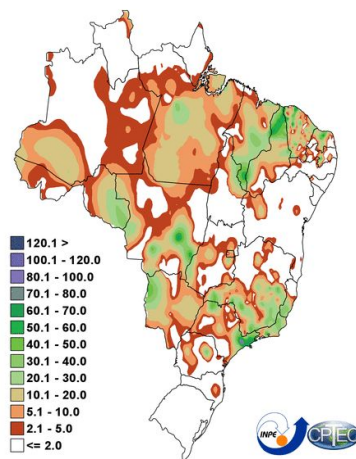 120.1 >
100.1 - 120.0
80.1 - 100.0
70.1 - 80.0
60.1 - 70.0
50.1 - 60.0
40.1 - 50.0
30.1 - 40.0
20.1 - 30.0
10.1 - 20.0
5.1 - 10.0
2.1 - 5.0
<= 2.0
INPE
CPTEC